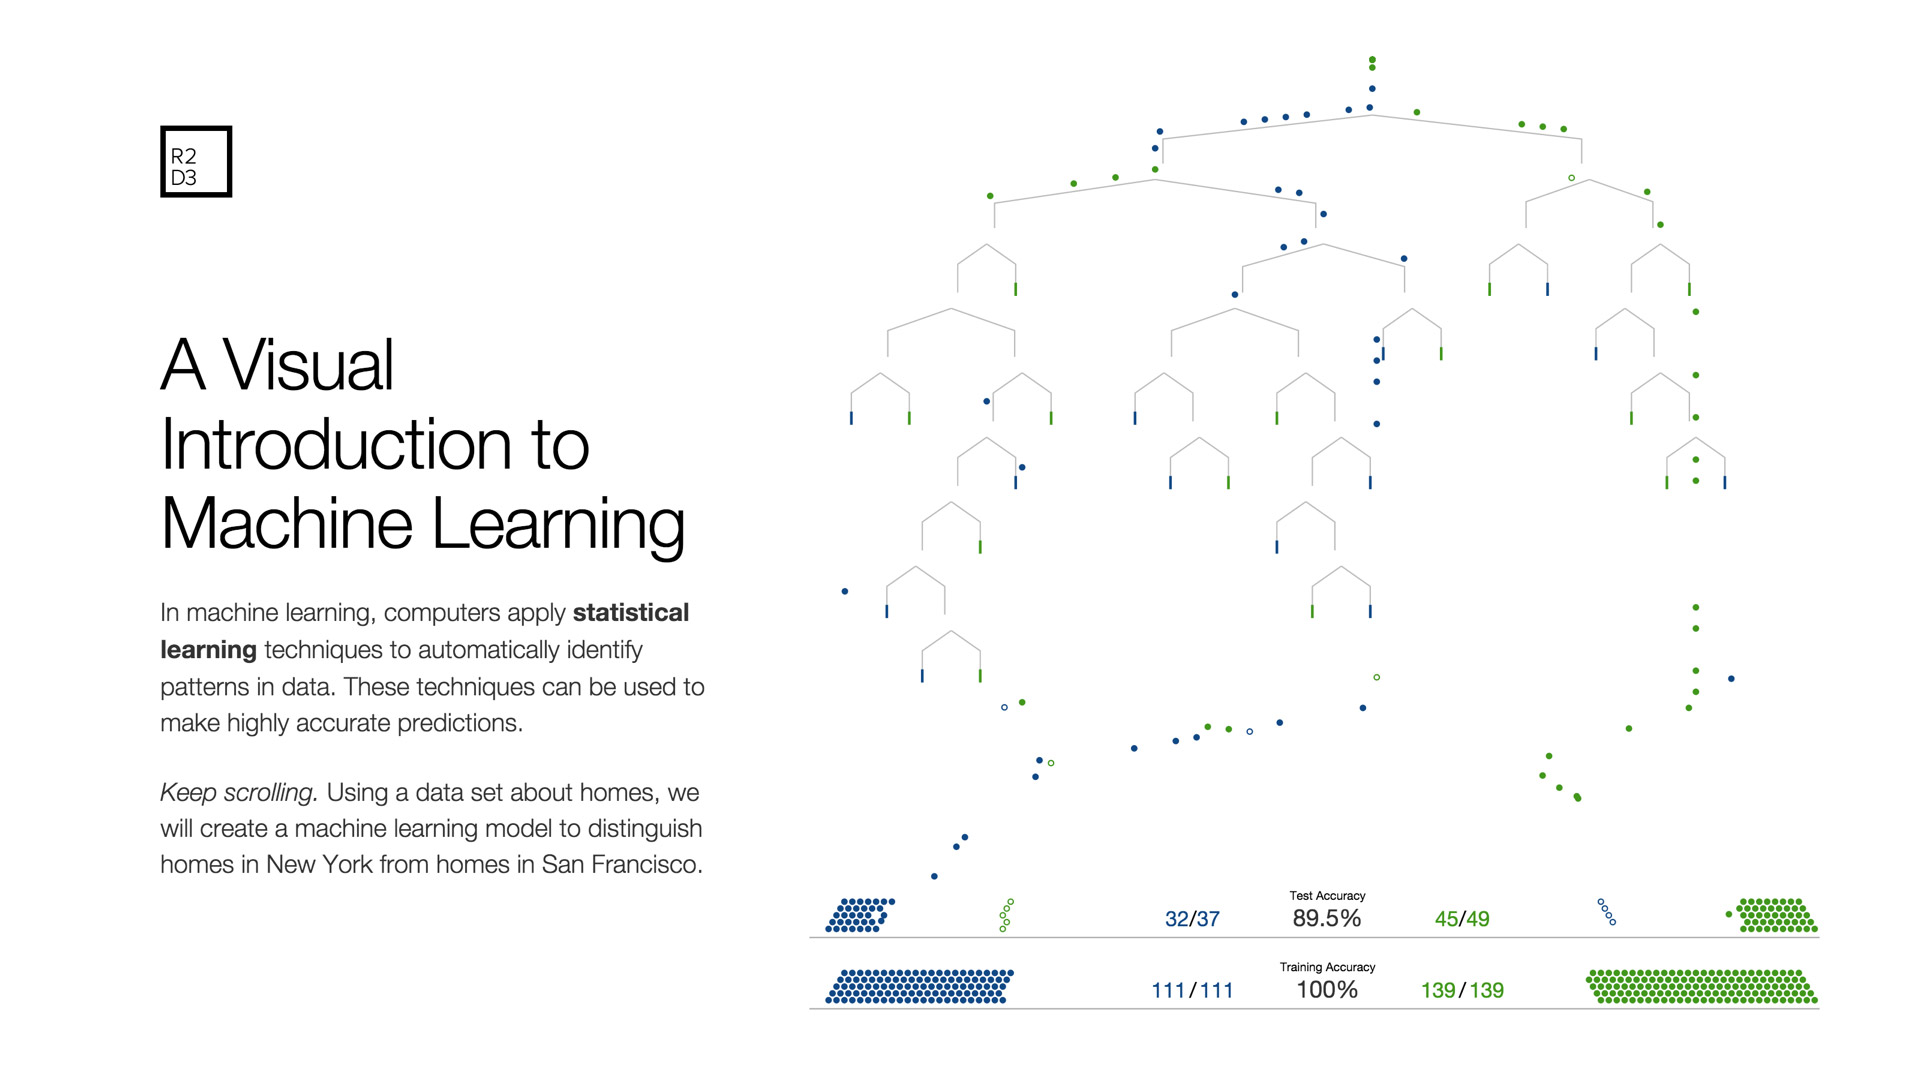 R2
D3
A Visual
Introduction to
Machine Learning
In machine learning, computers apply statistical
learning techniques to automatically identify
patterns in data. These techniques can be used to
make highly accurate predictions.
Keep scrolling. Using a data set about homes, we
will create a machine learning model to distinguish
homes in New York from homes in San Francisco.
Test Accuracy
32/37 89.5% 45/49
Training Accuracy
111/111 100% 139/139